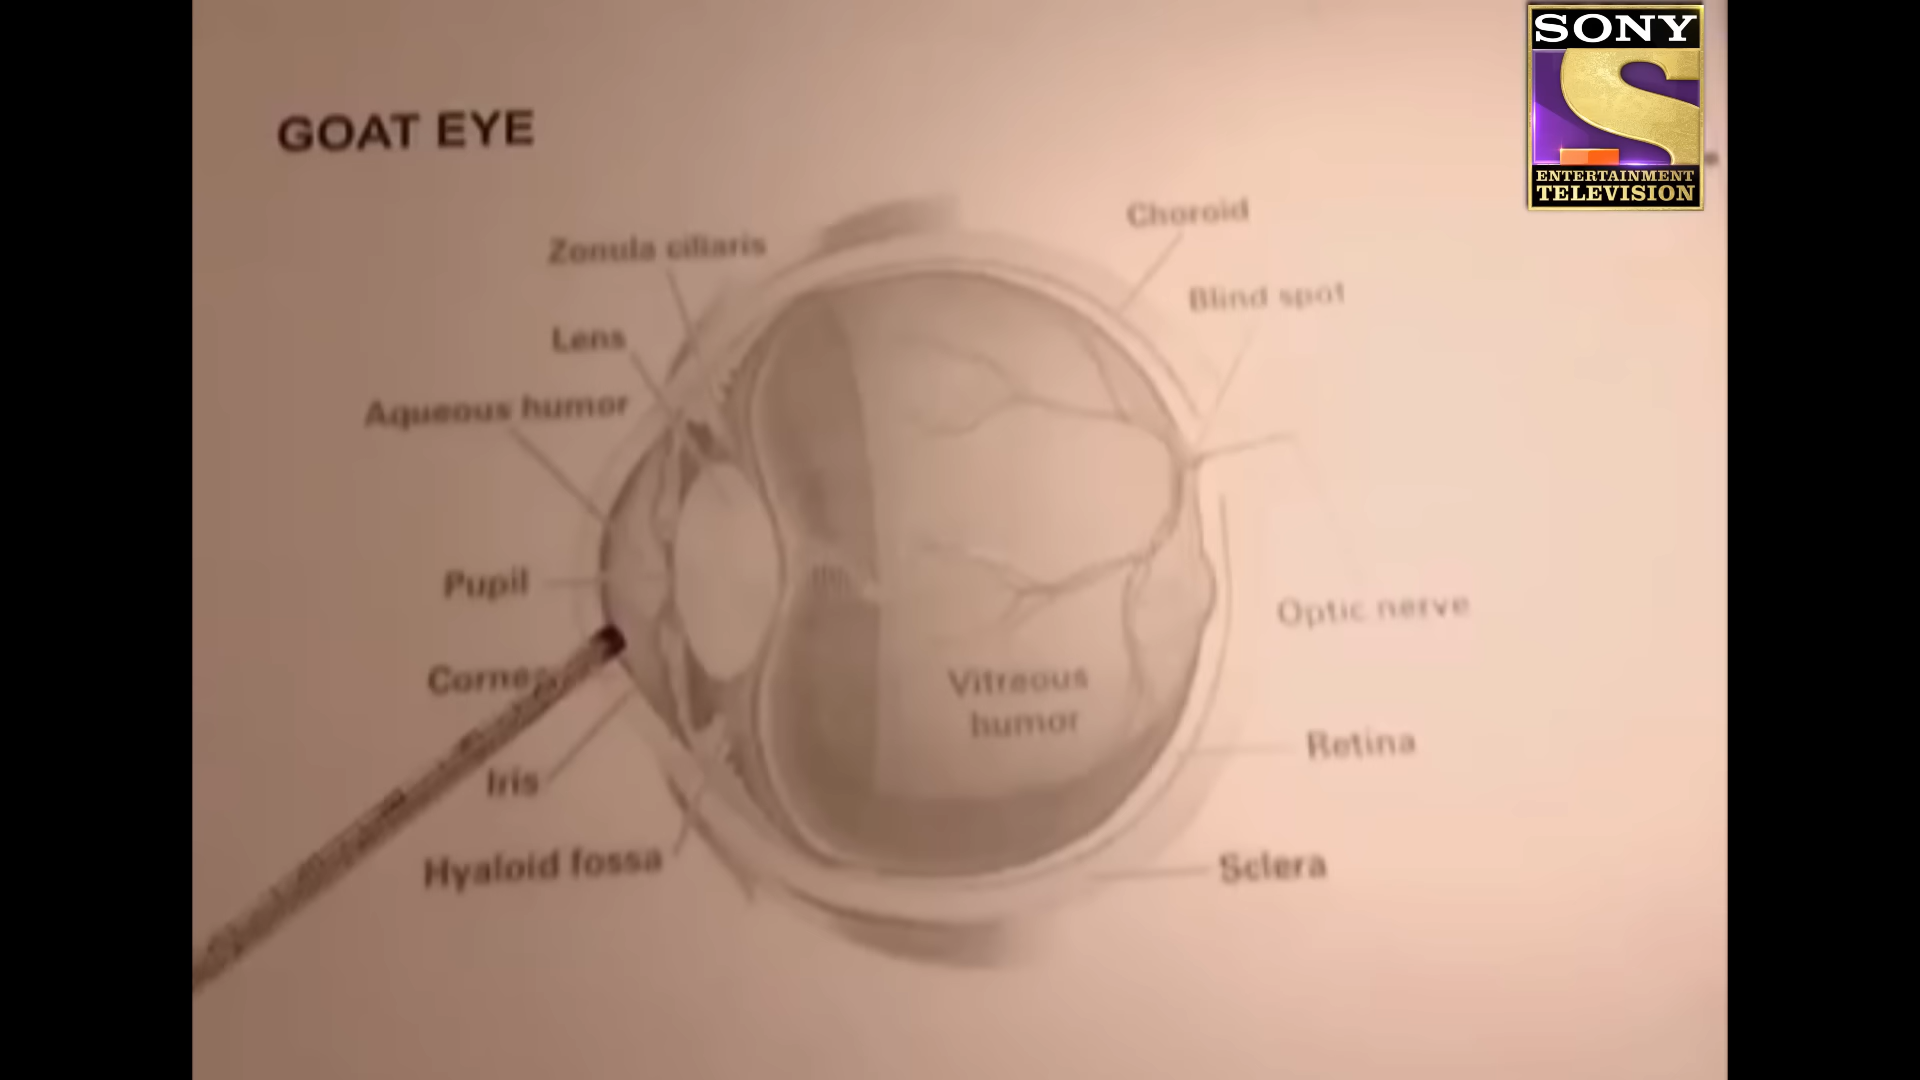 GOAT EYE
Zonula ciliaris
Lens
Aqueous humor
Pupil
Cornea
Iris
Hyaloid fossa
Choroid
Blind spot
Optic nerve
Vitreous
humor
Retina
Sclera
SONY
ENTERTAINMENT
TELEVISION